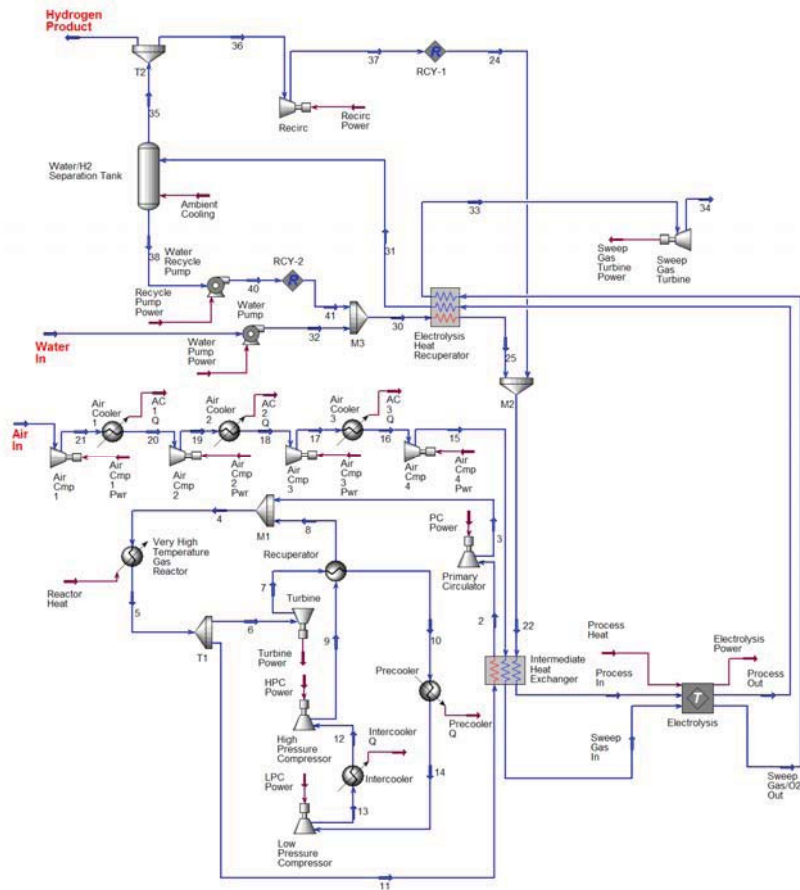 Hydrogen
Product
36
37
24
RCY-1
T2
Recirc
Recirc
Power
35
Water/H2
Separation Tank
Ambient
Cooling
33
34
Sweep
Gas
Turbine
Power
Sweep
Gas
Turbine
31
38
Water
Recycle
Pump
RCY-2
40
41
Recycle
Pump
Power
Water
Pump
M3
30
Electrolysis
Heat
Recuperator
Water
In
32
Water
Pump
Power
25
M2
Air
Cooler
1
AC
1
Q
Air
Cooler
2
AC
2
Q
Air
Cooler
3
AC
3
Q
Air
In
21
20
19
18
17
16
15
Air
Cmp
1
Air
Cmp
1
Pwr
Air
Cmp
2
Air
Cmp
2
Pwr
Air
Cmp
3
Air
Cmp
3 Pwr
Air
Cmp
4
Air
Cmp
4
Pwr
4
M1
8
PC
Power
3
Very High
Temperature
Gas
Reactor
Recuperator
Primary
Circulator
Reactor
Heat
5
7
Turbine
6
T1
9
10
2
22
Turbine
Power
Precooler
Intermediate
Heat
Exchanger
Process
Heat
Electrolysis
Power
Process
In
Process
Out
HPC
Power
Electrolysis
High
Pressure
Compressor
12
Intercooler
Q
Precooler
Q
Sweep
Gas
In
Intercooler
14
LPC
Power
13
Sweep
Gas/O2
Out
Low
Pressure
Compressor
11